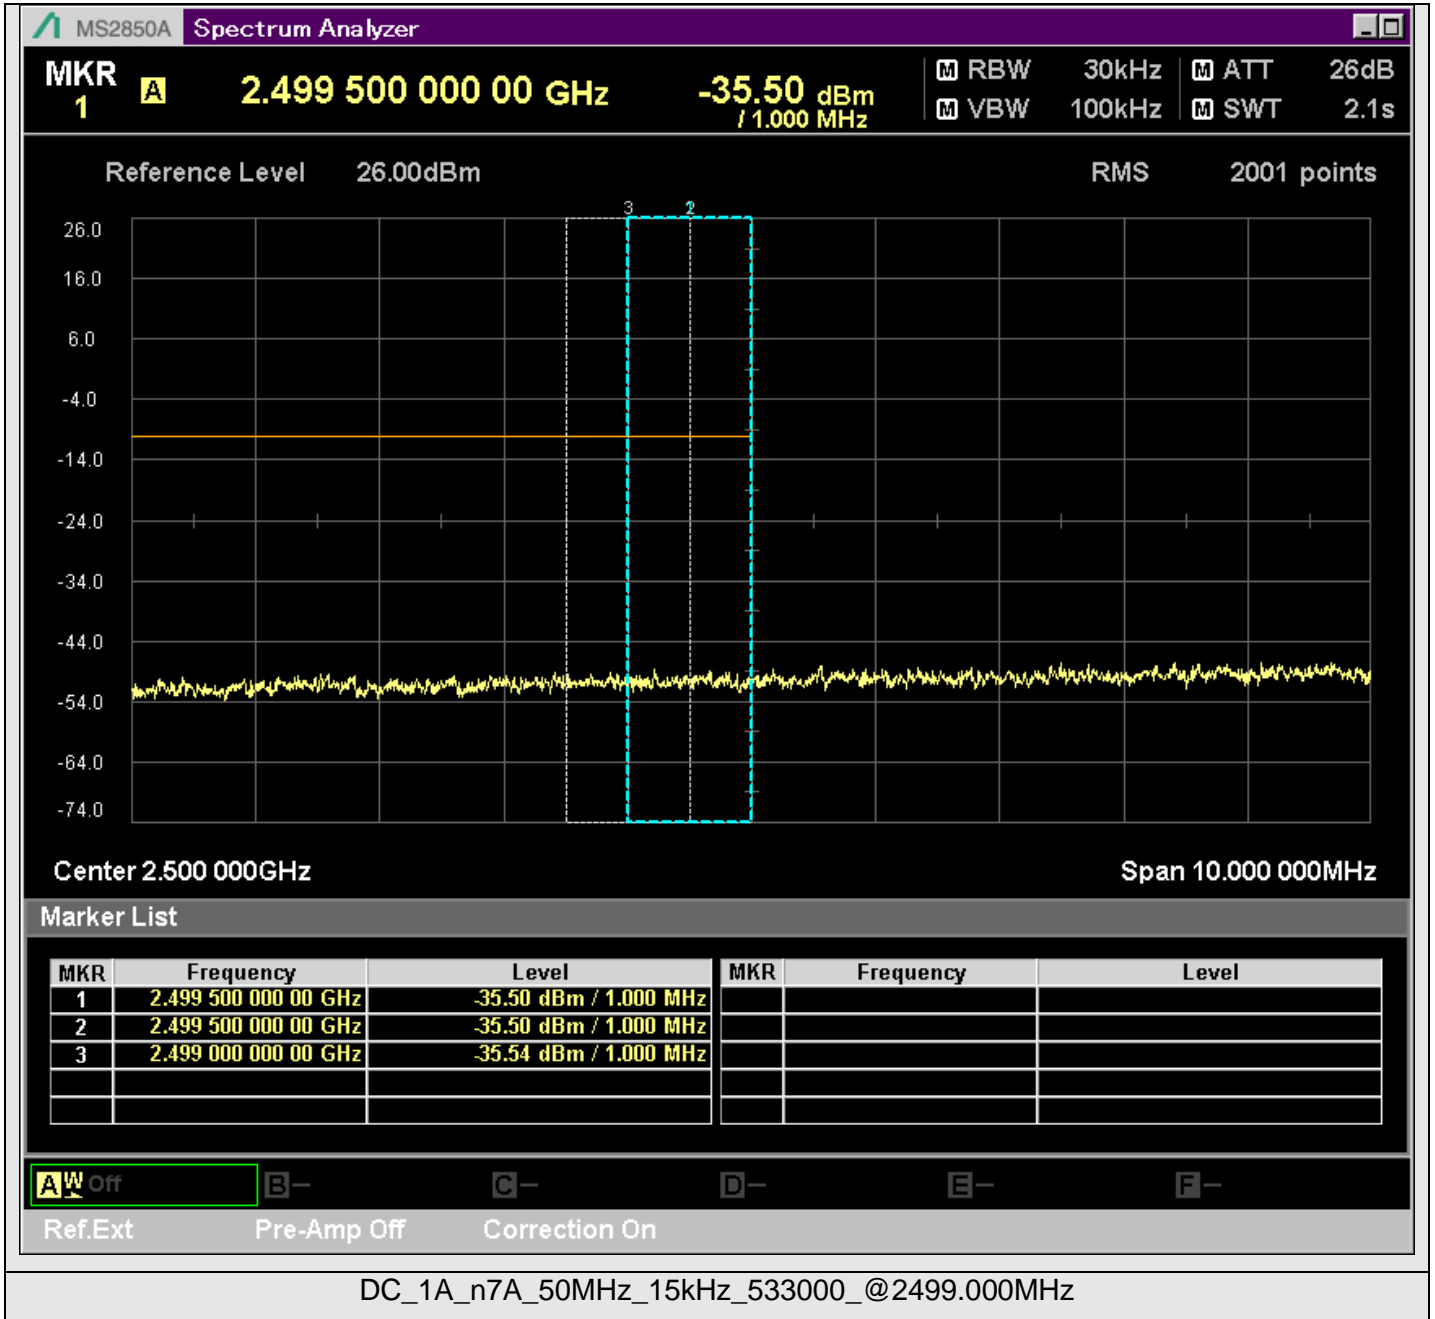 MS2850A Spectrum Analyzer
MKR 1 A 2.499 500 000 00 GHz -35.50 dBm / 1.000 MHz
M RBW 30kHz M ATT 26dB
M VBW 100kHz M SWT 2.1s
Reference Level 26.00dBm RMS 2001 points
3 2
26.0
16.0
6.0
-4.0
-14.0
-24.0
-34.0
-44.0
-54.0
-64.0
-74.0
Center 2.500 000GHz Span 10.000 000MHz
Marker List
MKR Frequency Level MKR Frequency Level
1 2.499 500 000 00 GHz -35.50 dBm / 1.000 MHz
2 2.499 500 000 00 GHz -35.50 dBm / 1.000 MHz
3 2.499 000 000 00 GHz -35.54 dBm / 1.000 MHz
A W Off B - C - D - E - F -
Ref.Ext Pre-Amp Off Correction On
DC_1A_n7A_50MHz_15kHz_533000_@2499.000MHz